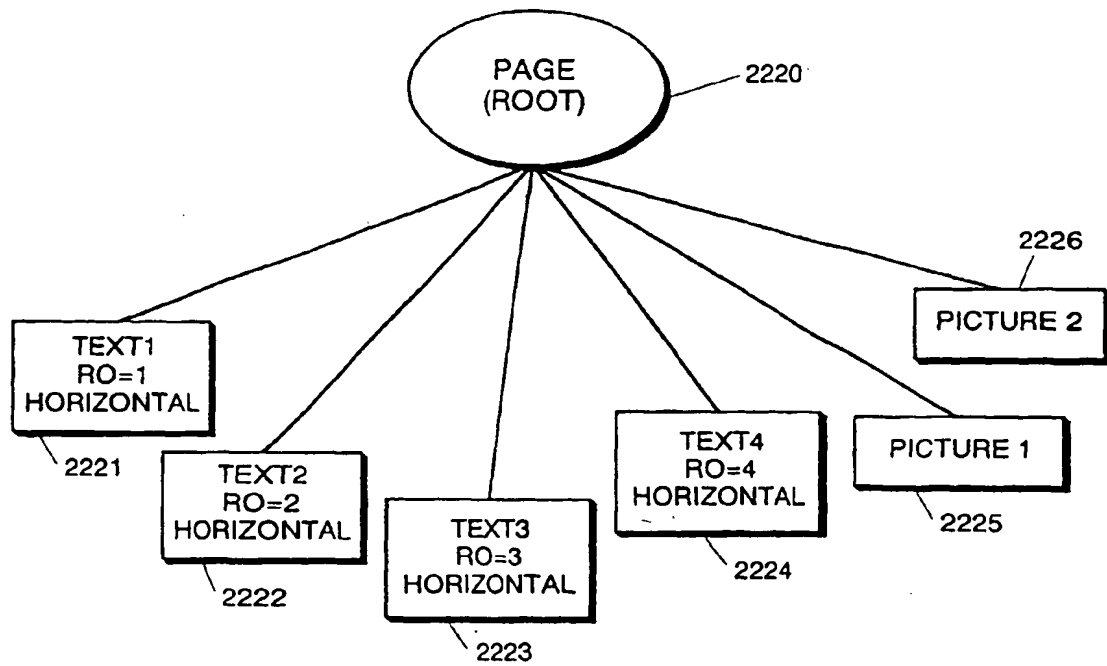 PAGE
(ROOT)
2220
2226
PICTURE 2
TEXT1
RO=1
HORIZONTAL
2221
TEXT2
RO=2
HORIZONTAL
2222
TEXT3
RO=3
HORIZONTAL
2223
TEXT4
RO=4
HORIZONTAL
2224
PICTURE 1
2225